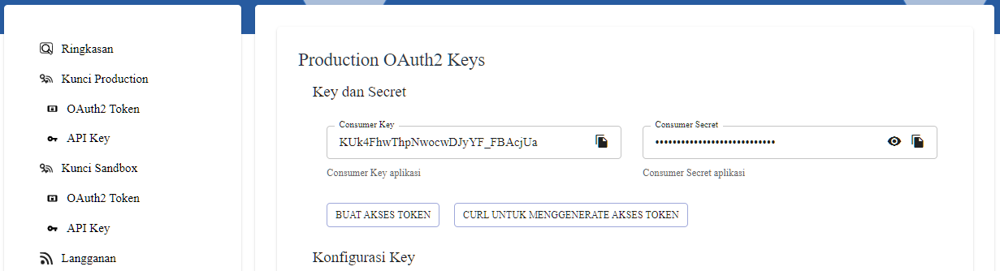 Ringkasan
Kunci Production
OAuth2 Token
API Key
Kunci Sandbox
OAuth2 Token
API Key
Langganan
Production OAuth2 Keys
Key dan Secret
Consumer Key
KUk4FhwThpNwocwDJyYF_FBAcjUa
Consumer Key aplikasi
Consumer Secret
••••••••••••••••••••••••••••
Consumer Secret aplikasi
BUAT AKSES TOKEN
CURL UNTUK MENGGENERATE AKSES TOKEN
Konfigurasi Key